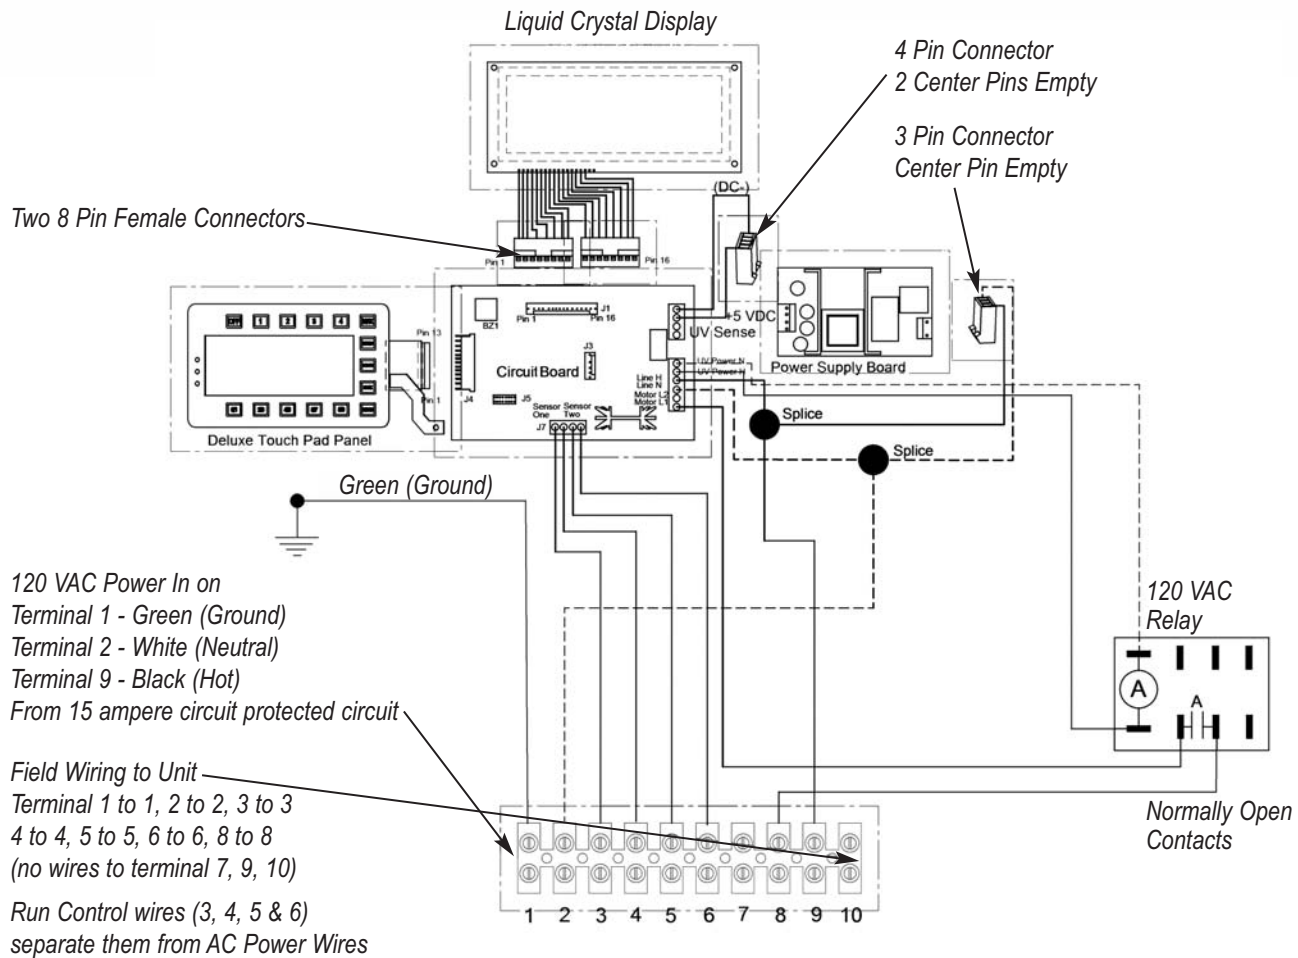 Liquid Crystal Display
4 Pin Connector
2 Center Pins Empty
3 Pin Connector
Center Pin Empty
(DC-)
Two 8 Pin Female Connectors
Pin 1
Pin 16
BZ1
J1
Pin 1
Pin 16
+5 VDC
UV Sense
J3
Circuit Board
Power Supply Board
UV Power N
UV Power H
Line H
Line N
Motor L2
Motor L1
Pin 13
OFF
1
2
3
4
Pin 1
J4
J5
Sensor One
Sensor Two
J7
Deluxe Touch Pad Panel
Splice
Splice
Green (Ground)
120 VAC Power In on
Terminal 1 - Green (Ground)
Terminal 2 - White (Neutral)
Terminal 9 - Black (Hot)
From 15 ampere circuit protected circuit
120 VAC
Relay
A
A
Field Wiring to Unit
Terminal 1 to 1, 2 to 2, 3 to 3
4 to 4, 5 to 5, 6 to 6, 8 to 8
(no wires to terminal 7, 9, 10)
Normally Open
Contacts
Run Control wires (3, 4, 5 & 6)
separate them from AC Power Wires
1 2 3 4 5 6 7 8 9 10